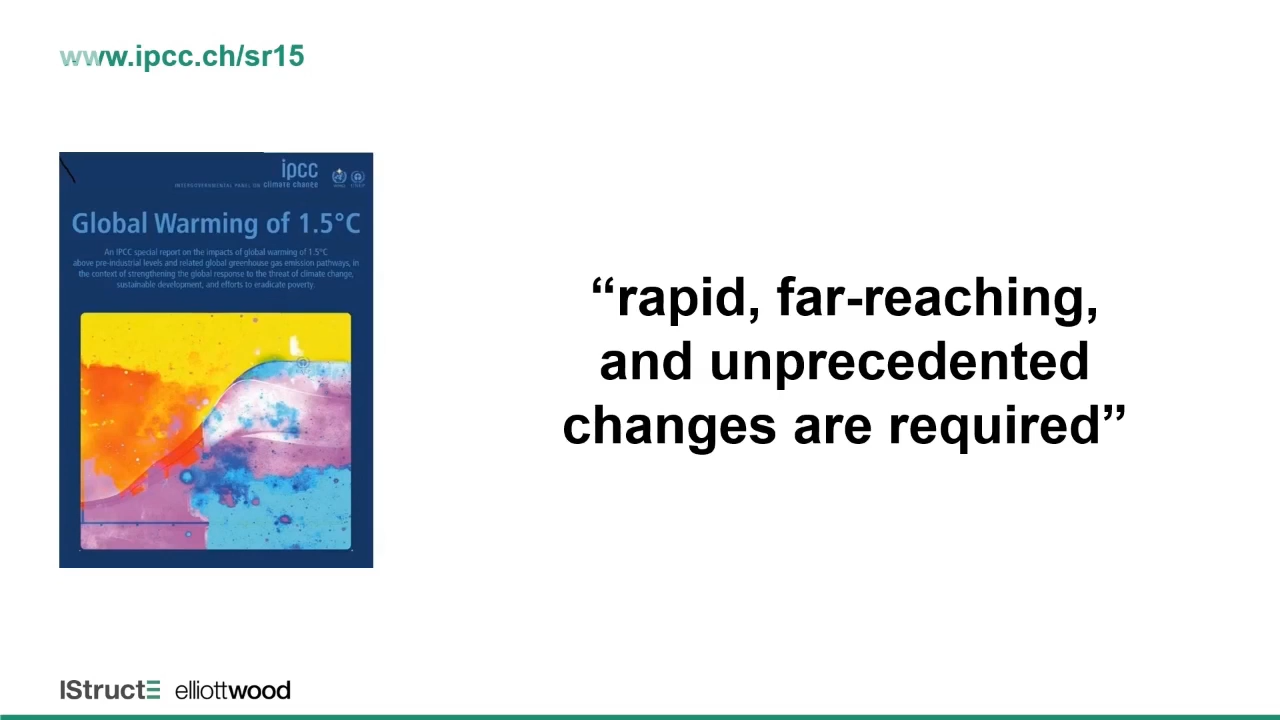 www.ipcc.ch/sr15
ipcc
INTERGOVERNMENTAL PANEL ON climate change
WMO UNEP
Global Warming of 1.5°C
An IPCC special report on the impacts of global warming of 1.5°C
above pre-industrial levels and related global greenhouse gas emission pathways, in
the context of strengthening the global response to the threat of climate change,
sustainable development, and efforts to eradicate poverty
“rapid, far-reaching,
and unprecedented
changes are required”
IStructE elliottwood